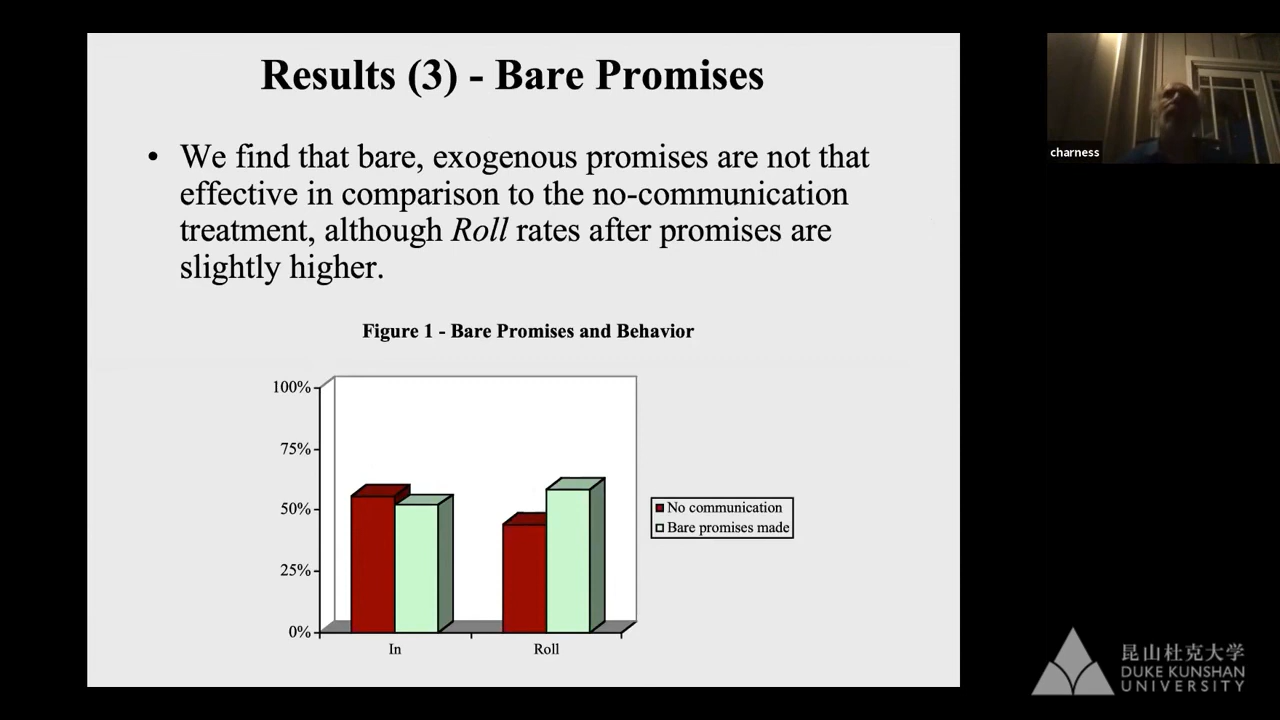 Results (3) - Bare Promises
• We find that bare, exogenous promises are not that
effective in comparison to the no-communication
treatment, although Roll rates after promises are
slightly higher.
Figure 1 - Bare Promises and Behavior
100%
75%
50%
25%
0%
In
Roll
No communication
Bare promises made
charness
昆山杜克大学
DUKE KUNSHAN
UNIVERSITY